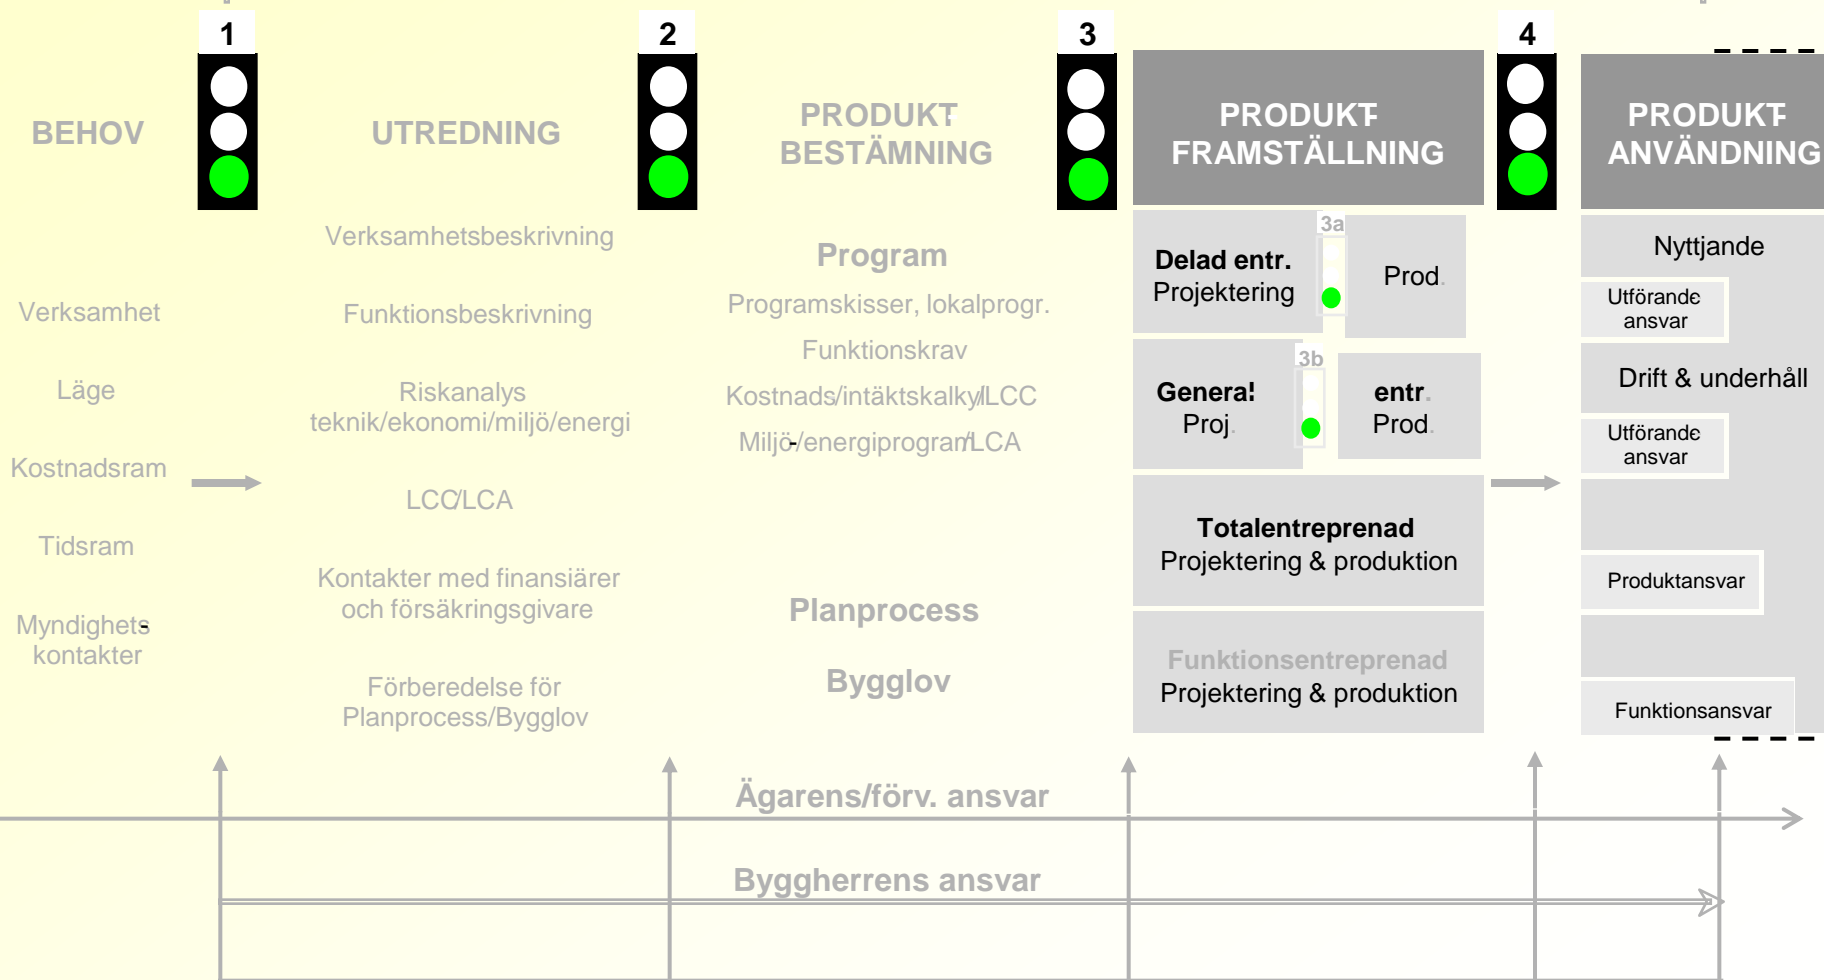 1
2
3
4
BEHOV
UTREDNING
PRODUKT-
BESTÄMNING
PRODUKT-
FRAMSTÄLLNING
PRODUKT-
ANVÄNDNING
Verksamhet
Läge
Kostnadsram
Tidsram
Myndighets-
kontakter
Verksamhetsbeskrivning
Funktionsbeskrivning
Riskanalys
teknik/ekonomi/miljö/energi
LCC/LCA
Kontakter med finansiärer
och försäkringsgivare
Förberedelse för
Planprocess/Bygglov
Program
Programskisser, lokalprogr.
Funktionskrav
Kostnads/intäktskalkyl/LCC
Miljö-/energiprogram/LCA
Planprocess
Bygglov
Delad entr.
Projektering
3a
Prod.
General
Proj.
3b
entr.
Prod.
Totalentreprenad
Projektering & produktion
Funktionsentreprenad
Projektering & produktion
Nyttjande
Utförande
ansvar
Drift & underhåll
Utförande
ansvar
Produktansvar
Funktionsansvar
Ägarens/förv. ansvar
Byggherrens ansvar